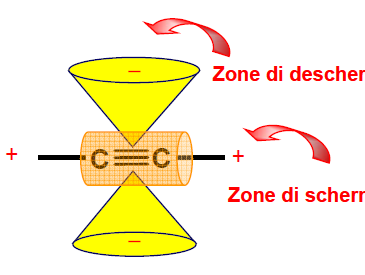 −
Zone di descher
+ C≡C +
Zone di scherr
−